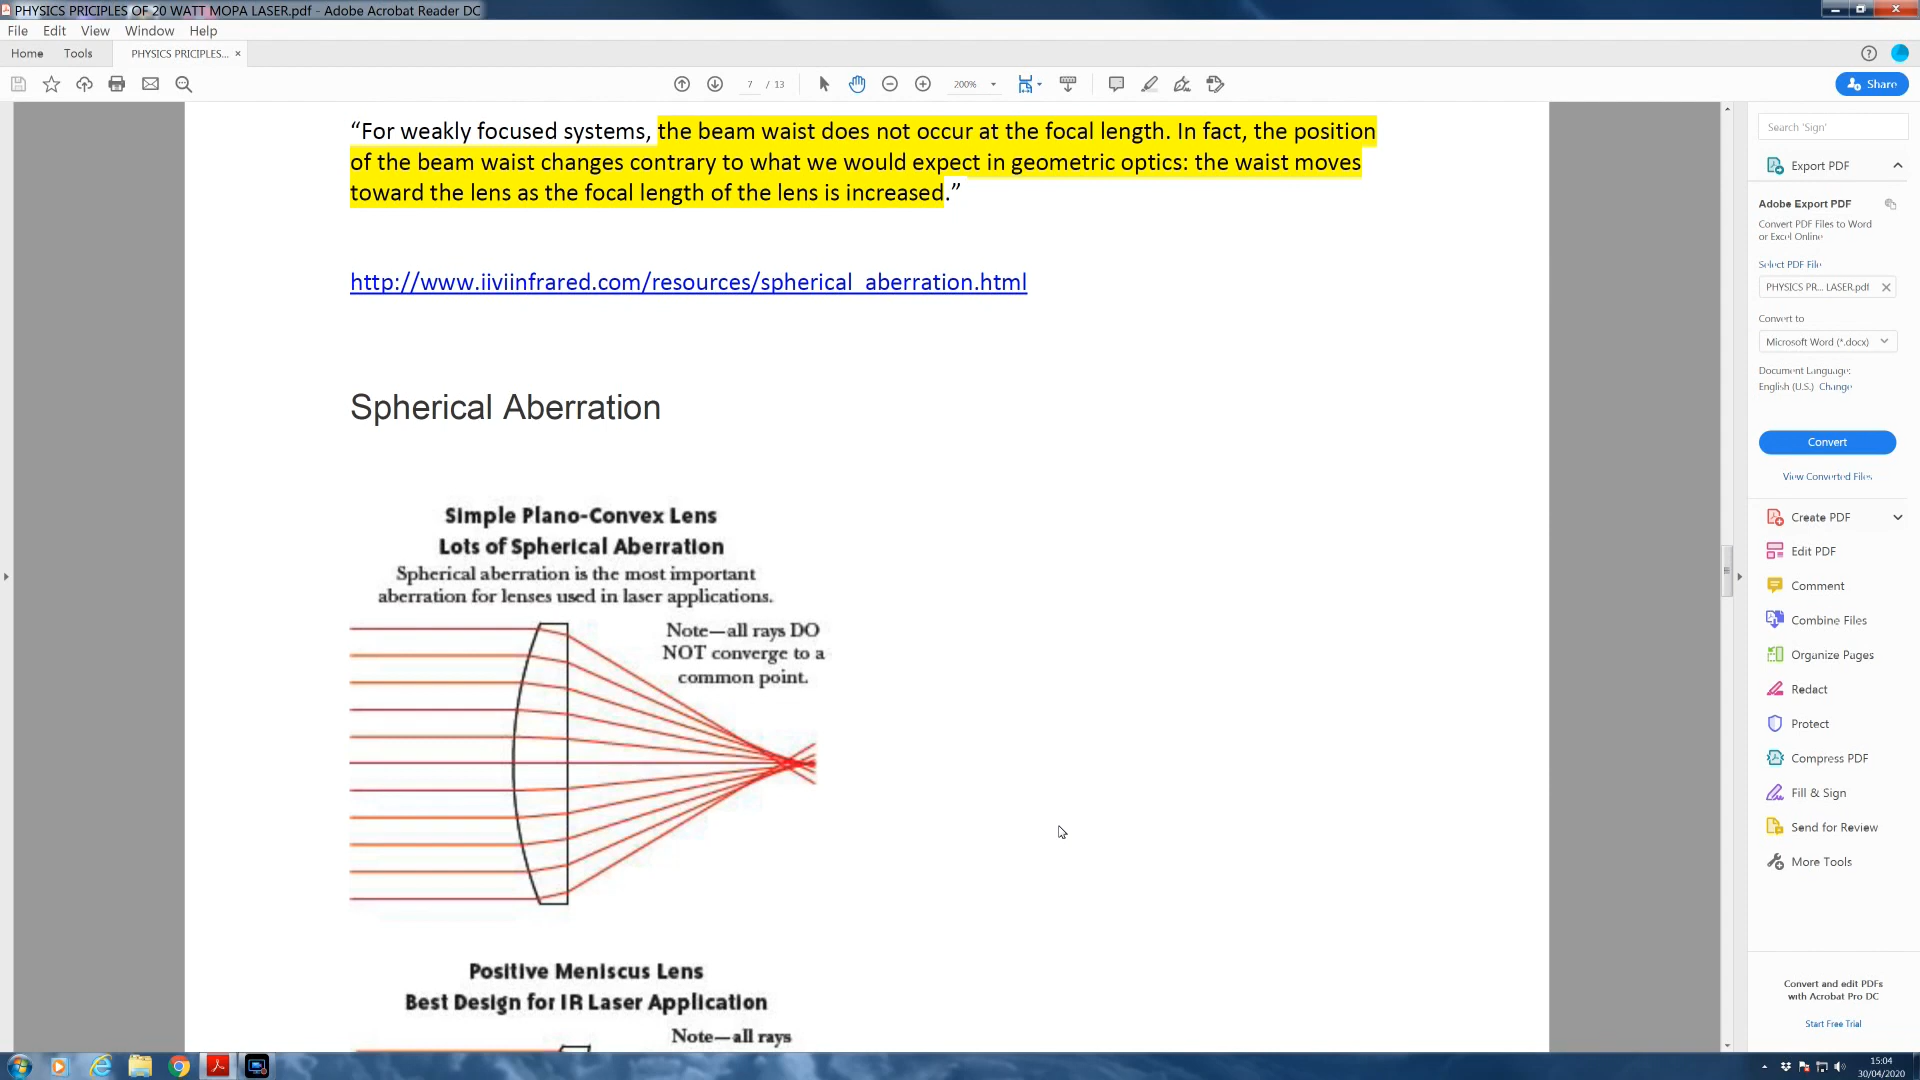 PHYSICS PRICIPLES OF 20 WATT MOPA LASER.pdf - Adobe Acrobat Reader DC
File Edit View Window Help
Home Tools PHYSICS PRICIPLES... ×
7 / 13 200% Share
“For weakly focused systems, the beam waist does not occur at the focal length. In fact, the position
of the beam waist changes contrary to what we would expect in geometric optics: the waist moves
toward the lens as the focal length of the lens is increased.”
http://www.iiviinfrared.com/resources/spherical_aberration.html
Spherical Aberration
Simple Plano-Convex Lens
Lots of Spherical Aberration
Spherical aberration is the most important
aberration for lenses used in laser applications.
Note—all rays DO
NOT converge to a
common point.
Positive Meniscus Lens
Best Design for IR Laser Application
Note—all rays
Search 'Sign'
Export PDF
Adobe Export PDF
Convert PDF Files to Word
or Excel Online
Select PDF File
PHYSICS PR... LASER.pdf
Convert to
Microsoft Word (*.docx)
Document Language:
English (U.S.) Change
Convert
View Converted Files
Create PDF
Edit PDF
Comment
Combine Files
Organize Pages
Redact
Protect
Compress PDF
Fill & Sign
Send for Review
More Tools
Convert and edit PDFs
with Acrobat Pro DC
Start Free Trial
15:04
30/04/2020